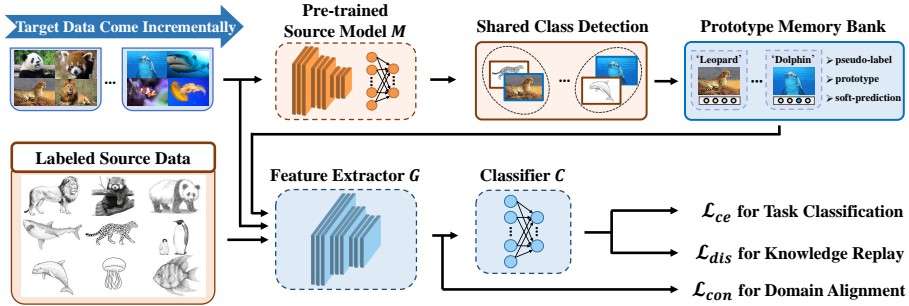 Target Data Come Incrementally
...
Pre-trained
Source Model M
Shared Class Detection
...
Prototype Memory Bank
'Leopard'
...
'Dolphin'
➢ pseudo-label
➢ prototype
➢ soft-prediction
Labeled Source Data
Feature Extractor G
Classifier C
ℒce for Task Classification
ℒdis for Knowledge Replay
ℒcon for Domain Alignment